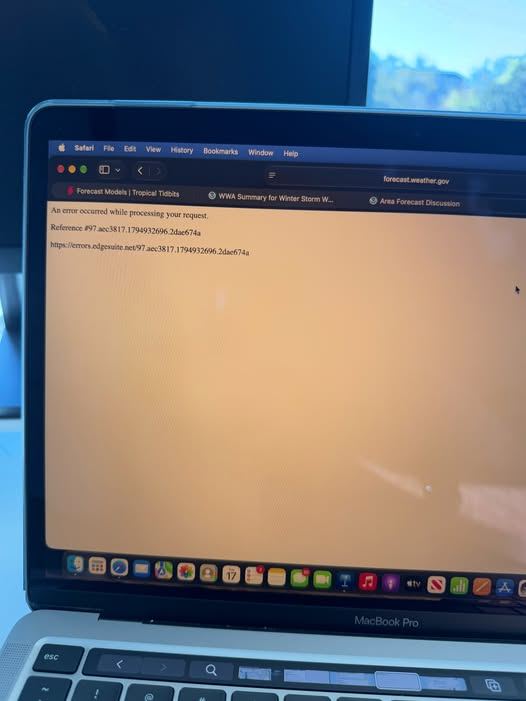 Safari File Edit View History Bookmarks Window Help
forecast.weather.gov
Forecast Models | Tropical Tidbits WWA Summary for Winter Storm W... Area Forecast Discussion
An error occurred while processing your request.
Reference #97.aec3817.1794932696.2dae674a
https://errors.edgesuite.net/97.aec3817.1794932696.2dae674a
17
tv
MacBook Pro
esc
~ ! @ #